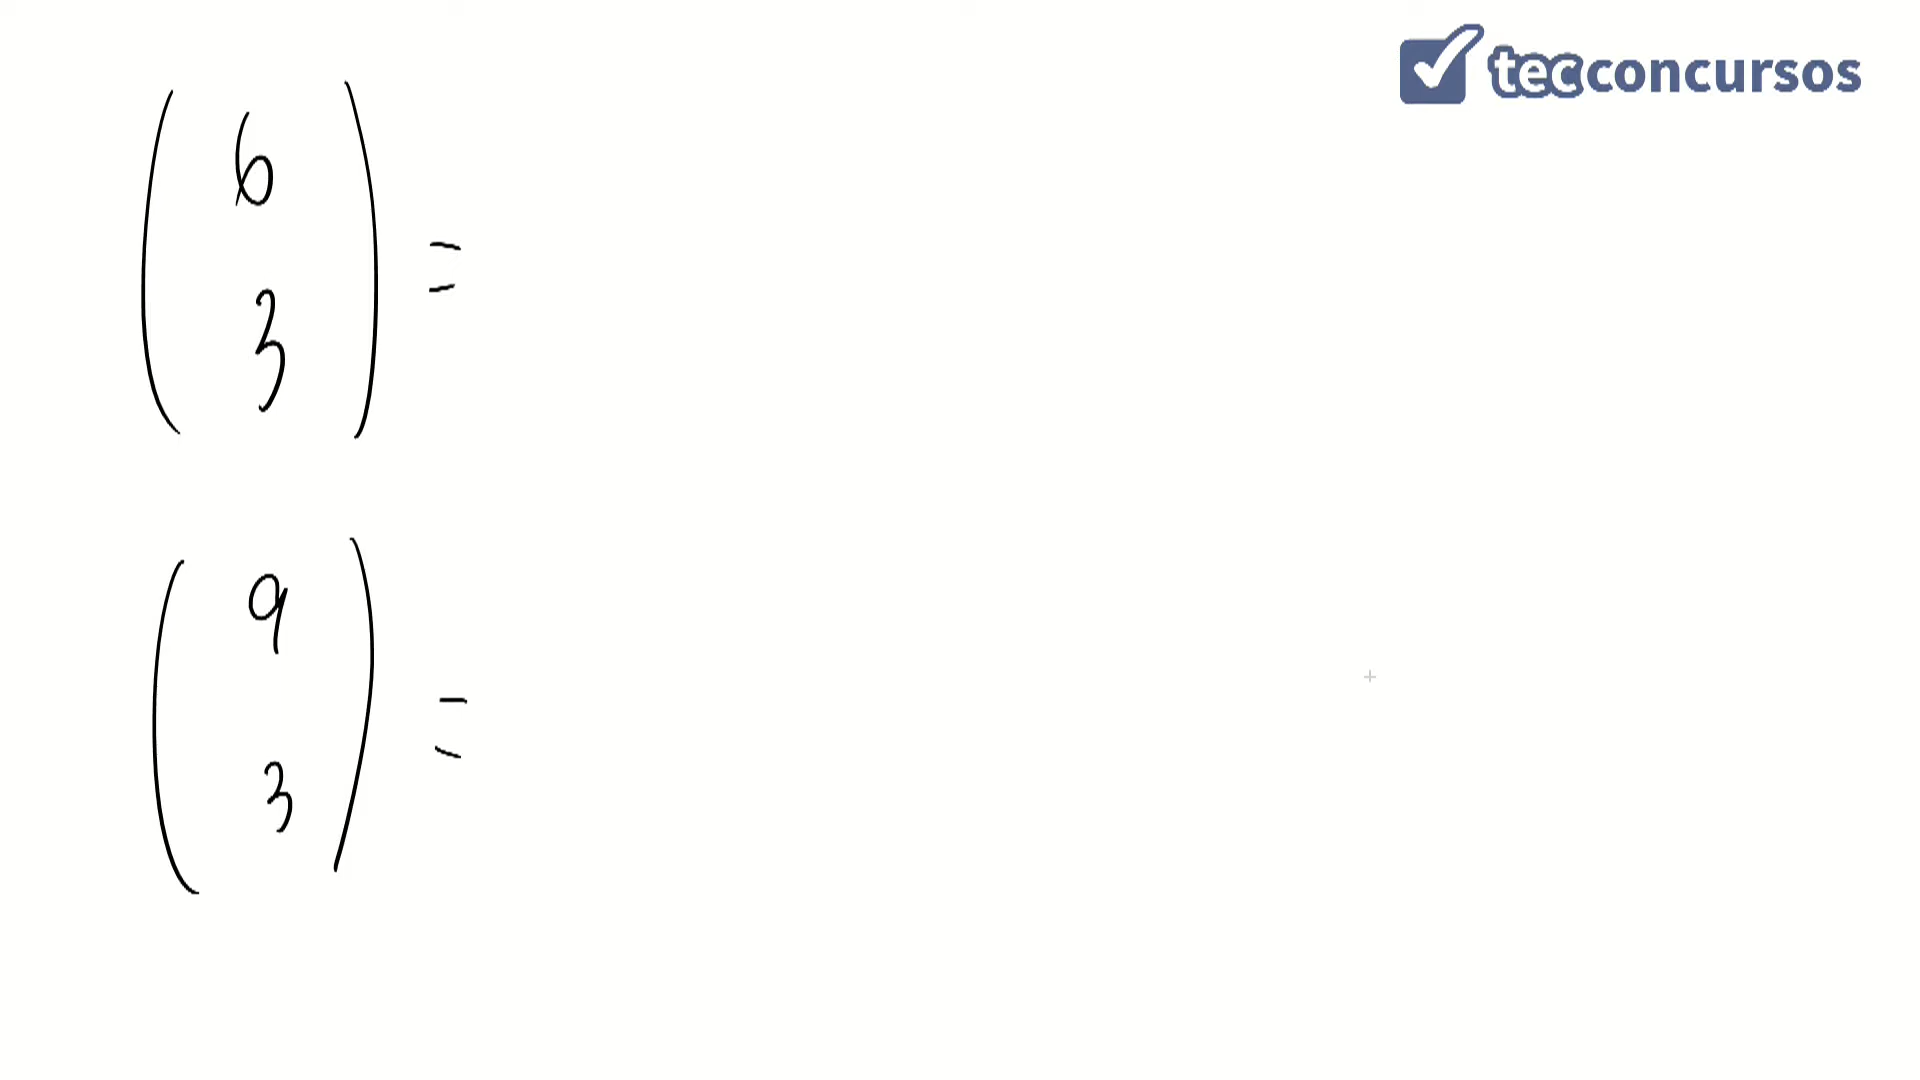 tecconcursos
( 6
3 ) =
( 9
3 ) =